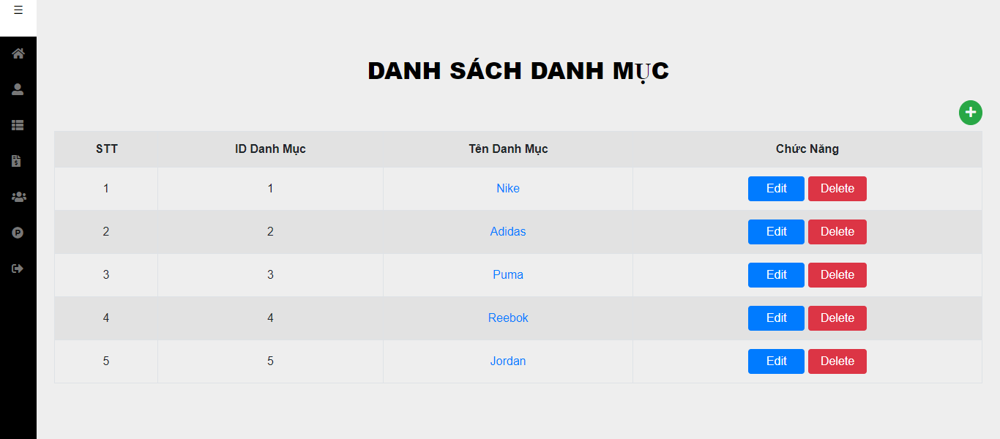 DANH SÁCH DANH MỤC
STT ID Danh Mục Tên Danh Mục Chức Năng
1 1 Nike Edit Delete
2 2 Adidas Edit Delete
3 3 Puma Edit Delete
4 4 Reebok Edit Delete
5 5 Jordan Edit Delete